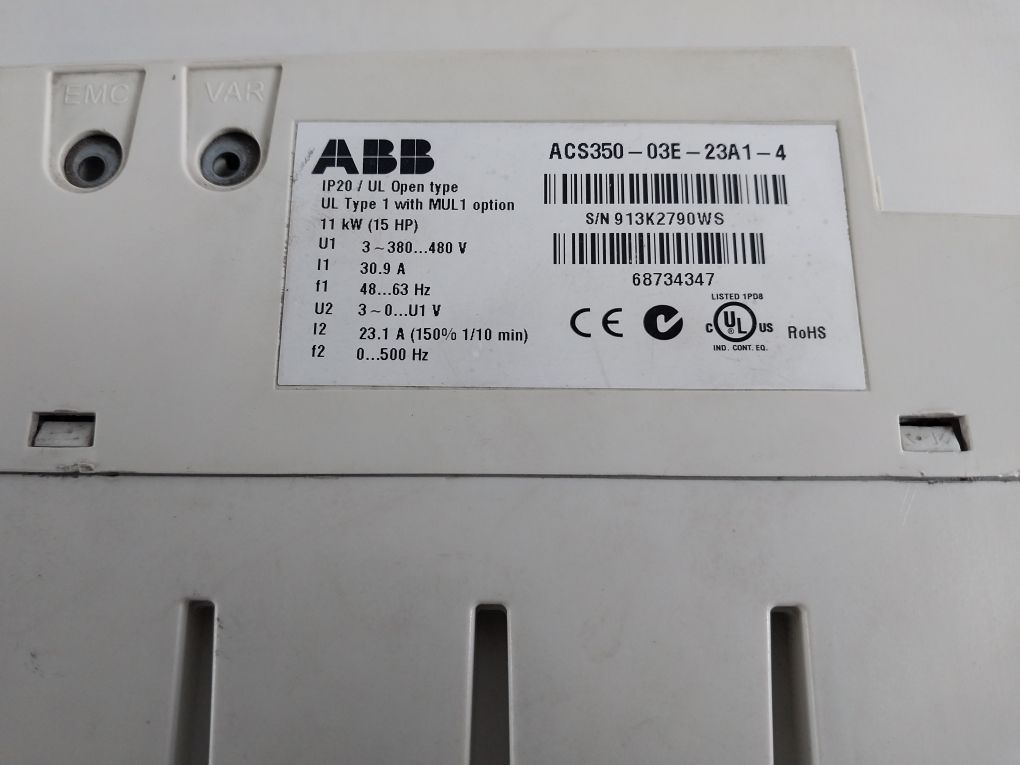 EMC
VAR
ABB
IP20 / UL Open type
UL Type 1 with MUL1 option
11 kW (15 HP)
U1 3~380...480 V
I1 30.9 A
f1 48...63 Hz
U2 3~0...U1 V
I2 23.1 A (150% 1/10 min)
f2 0...500 Hz
ACS350-03E-23A1-4
S/N 913K2790WS
68734347
CE
LISTED 1PD8
C UL ® US
IND. CONT. EQ.
RoHS